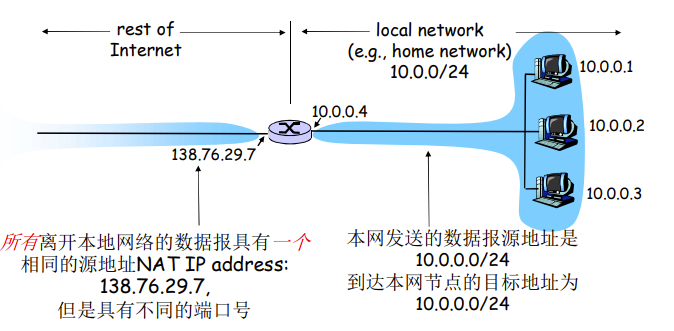 rest of
Internet
local network
(e.g., home network)
10.0.0/24
10.0.0.1
10.0.0.4
10.0.0.2
138.76.29.7
10.0.0.3
所有离开本地网络的数据报具有一个
相同的源地址NAT IP address:
138.76.29.7,
但是具有不同的端口号
本网发送的数据报源地址是
10.0.0.0/24
到达本网节点的目标地址为
10.0.0.0/24